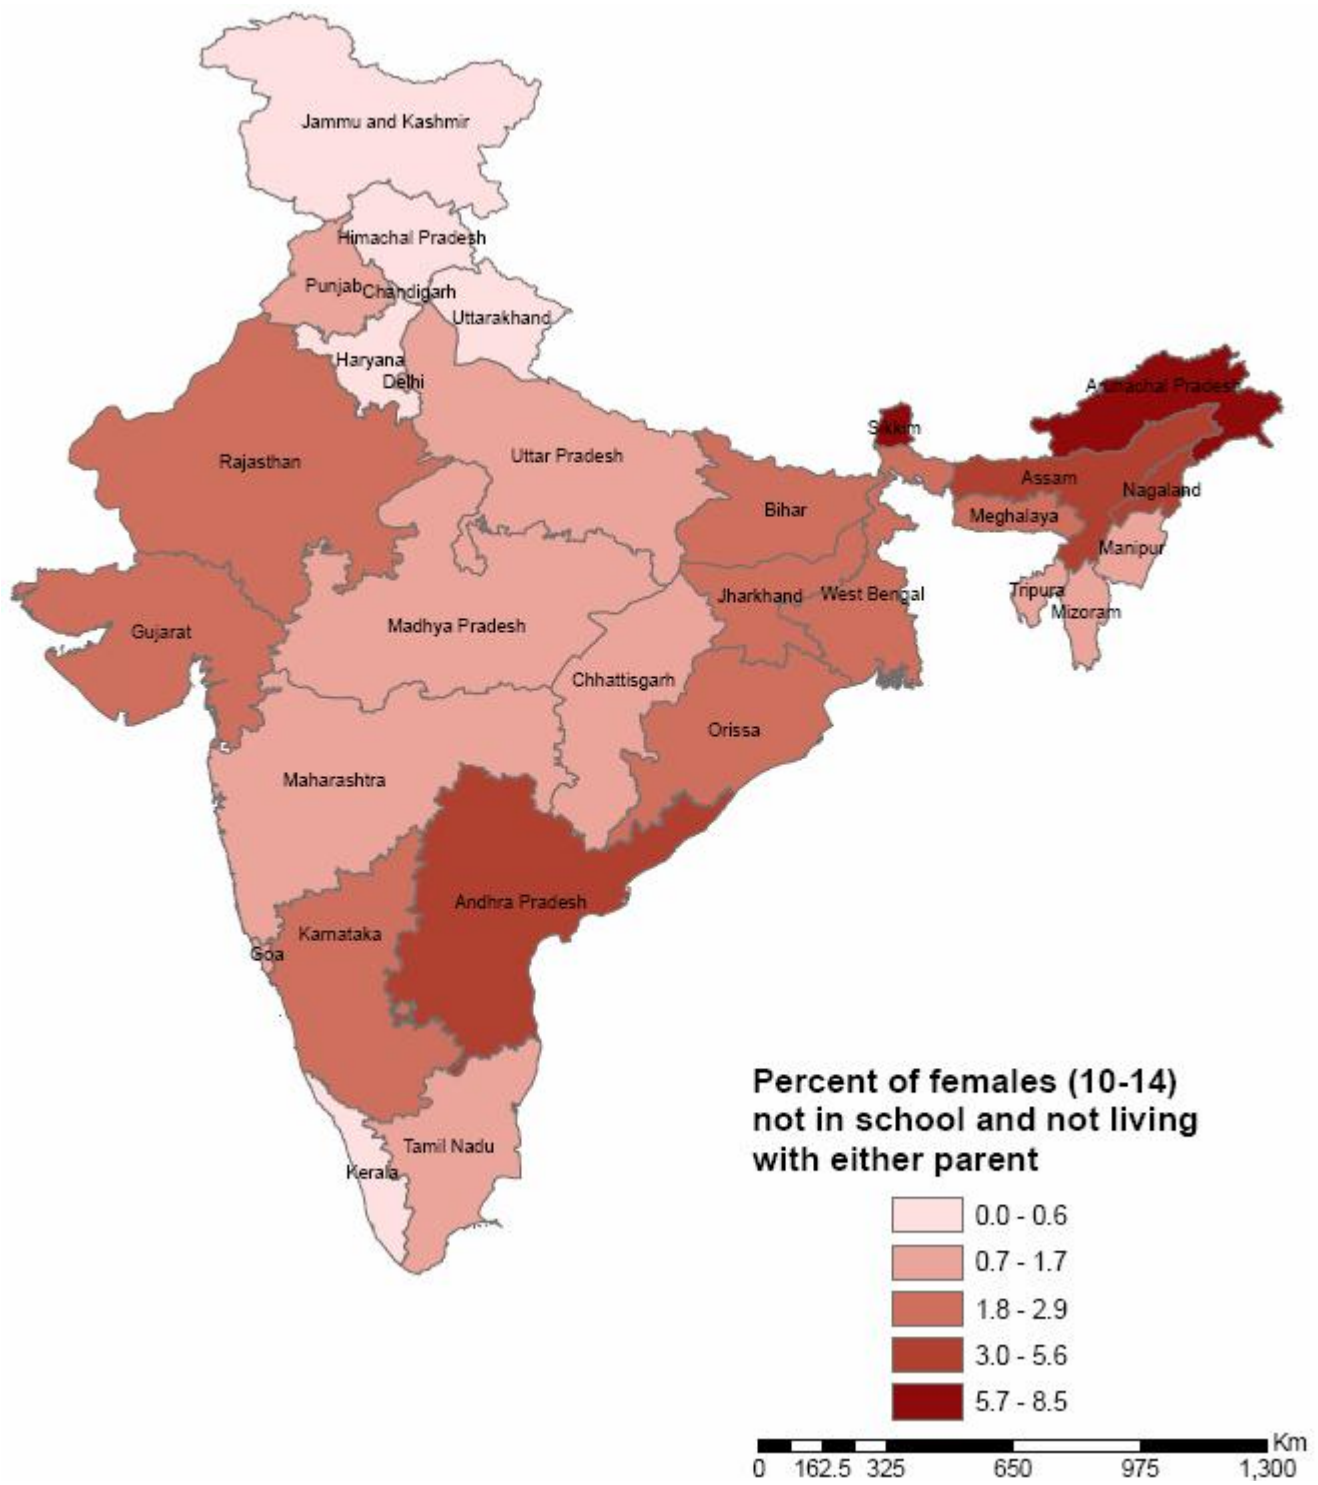 Jammu and Kashmir
Himachal Pradesh
Punjab
Chandigarh
Uttarakhand
Haryana
Delhi
Arunachal Pradesh
Sikkim
Rajasthan
Uttar Pradesh
Assam
Nagaland
Bihar
Meghalaya
Manipur
Jharkhand
West Bengal
Tripura
Mizoram
Gujarat
Madhya Pradesh
Chhattisgarh
Orissa
Maharashtra
Andhra Pradesh
Karnataka
Goa
Tamil Nadu
Kerala
Percent of females (10-14)
not in school and not living
with either parent
0.0 - 0.6
0.7 - 1.7
1.8 - 2.9
3.0 - 5.6
5.7 - 8.5
Km
0 162.5 325 650 975 1,300